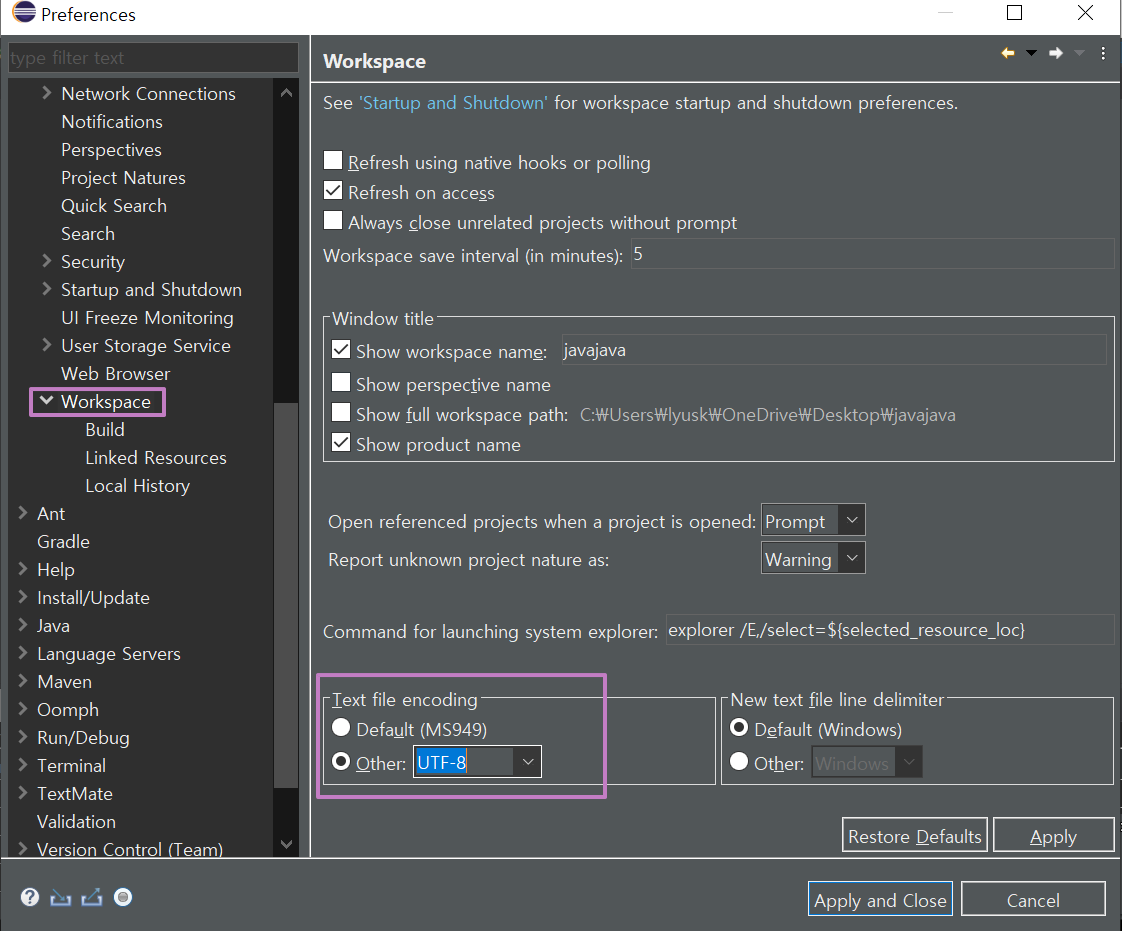 Preferences
type filter text
Network Connections
Notifications
Perspectives
Project Natures
Quick Search
Search
Security
Startup and Shutdown
UI Freeze Monitoring
User Storage Service
Web Browser
Workspace
Build
Linked Resources
Local History
Ant
Gradle
Help
Install/Update
Java
Language Servers
Maven
Oomph
Run/Debug
Terminal
TextMate
Validation
Version Control (Team)
Workspace
See 'Startup and Shutdown' for workspace startup and shutdown preferences.
Refresh using native hooks or polling
Refresh on access
Always close unrelated projects without prompt
Workspace save interval (in minutes): 5
Window title
Show workspace name: javajava
Show perspective name
Show full workspace path: C:₩Users₩lyusk₩OneDrive₩Desktop₩javajava
Show product name
Open referenced projects when a project is opened: Prompt
Report unknown project nature as: Warning
Command for launching system explorer: explorer /E,/select=${selected_resource_loc}
Text file encoding
Default (MS949)
Other: UTF-8
New text file line delimiter
Default (Windows)
Other: Windows
Restore Defaults Apply
Apply and Close Cancel